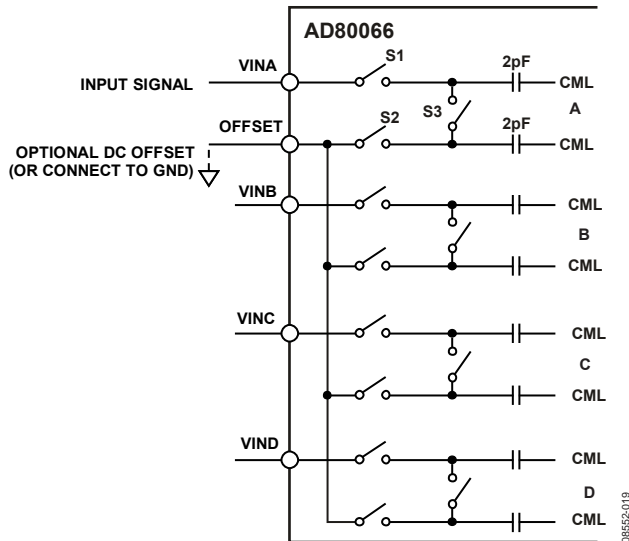 AD80066
VINA
S1
2pF
INPUT SIGNAL
CML
A
OFFSET
S2
S3
2pF
CML
OPTIONAL DC OFFSET
(OR CONNECT TO GND)
VINB
CML
B
CML
VINC
CML
C
CML
VIND
CML
D
CML
08552-019